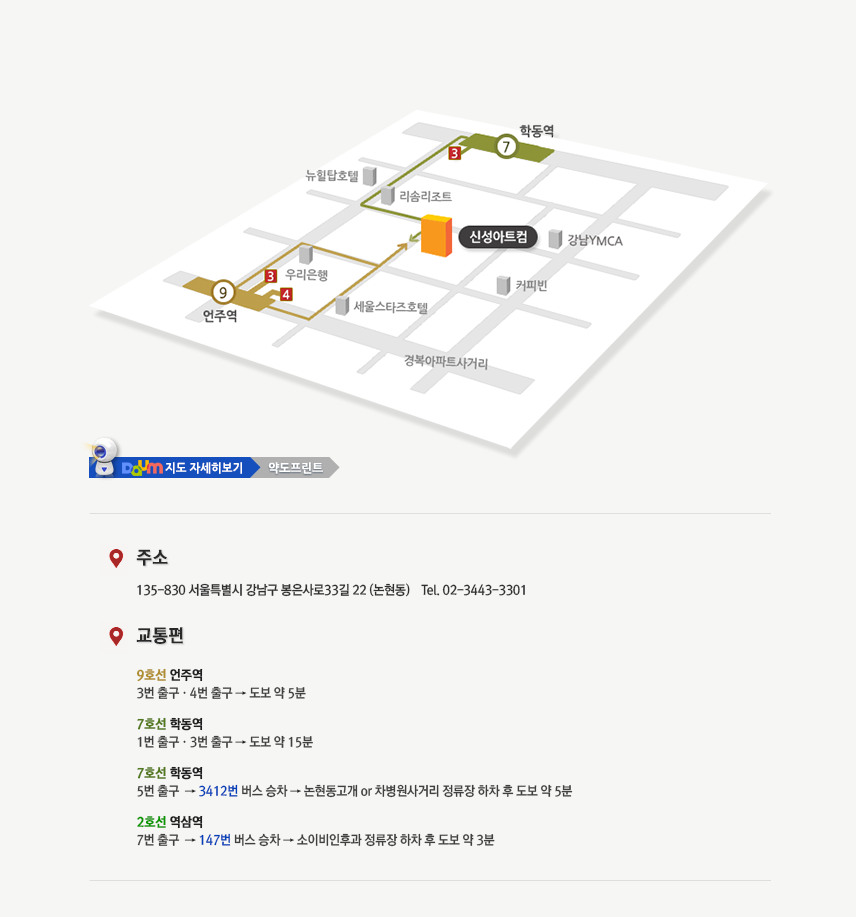 학동역
7
3
뉴힐탑호텔
리솜리조트
신성아트컴
강남YMCA
3
우리은행
커피빈
9
4
언주역
세울스타즈호텔
경복아파트사거리
Daum 지도 자세히보기
약도프린트
주소
135-830 서울특별시 강남구 봉은사로33길 22 (논현동) Tel. 02-3443-3301
교통편
9호선 언주역
3번 출구 · 4번 출구 → 도보 약 5분
7호선 학동역
1번 출구 · 3번 출구 → 도보 약 15분
7호선 학동역
5번 출구 → 3412번 버스 승차 → 논현동고개 or 차병원사거리 정류장 하차 후 도보 약 5분
2호선 역삼역
7번 출구 → 147번 버스 승차 → 소이비인후과 정류장 하차 후 도보 약 3분